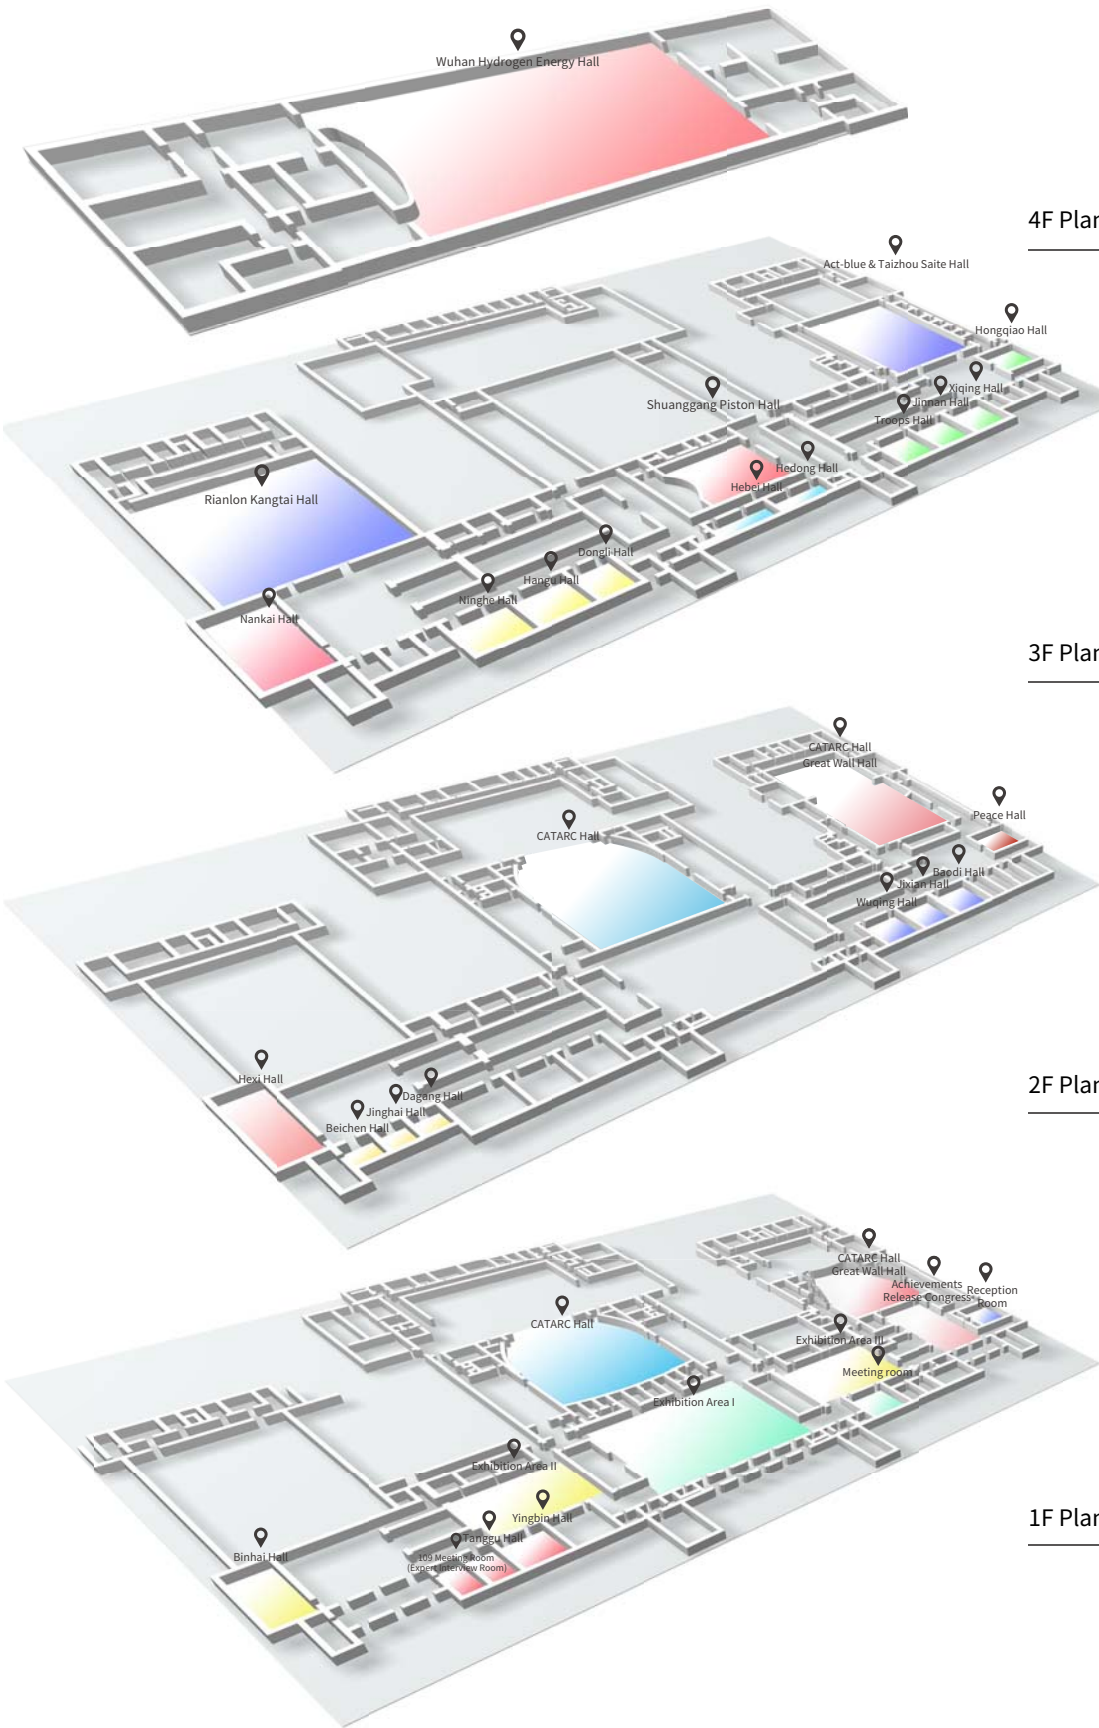 Wuhan Hydrogen Energy Hall
4F Plan
Act-blue & Taizhou Saite Hall
Hongqiao Hall
Xiqing Hall
Jinnan Hall
Troops Hall
Shuanggang Piston Hall
Hedong Hall
Hebei Hall
Rianlon Kangtai Hall
Dongli Hall
Hangu Hall
Ninghe Hall
Nankai Hall
3F Plan
CATARC Hall
Great Wall Hall
Peace Hall
CATARC Hall
Baodi Hall
Jixian Hall
Wuqing Hall
Hexi Hall
Dagang Hall
Jinghai Hall
Beichen Hall
2F Plan
CATARC Hall
Great Wall Hall
Achievements
Release Congress
Reception
Room
CATARC Hall
Exhibition Area III
Meeting room
Exhibition Area I
Exhibition Area II
Yingbin Hall
Tanggu Hall
109 Meeting Room
(Expert Interview Room)
Binhai Hall
1F Plan